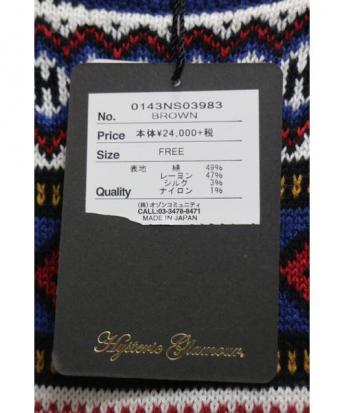 0143NS03983
No. BROWN
Price 本体¥24,000+税
Size FREE
表地 綿 49%
レーヨン 47%
シルク 3%
Quality ナイロン 1%
(株)オゾンコミュニティ
CALL:03-3478-8471
MADE IN JAPAN
Hysteric Glamour.